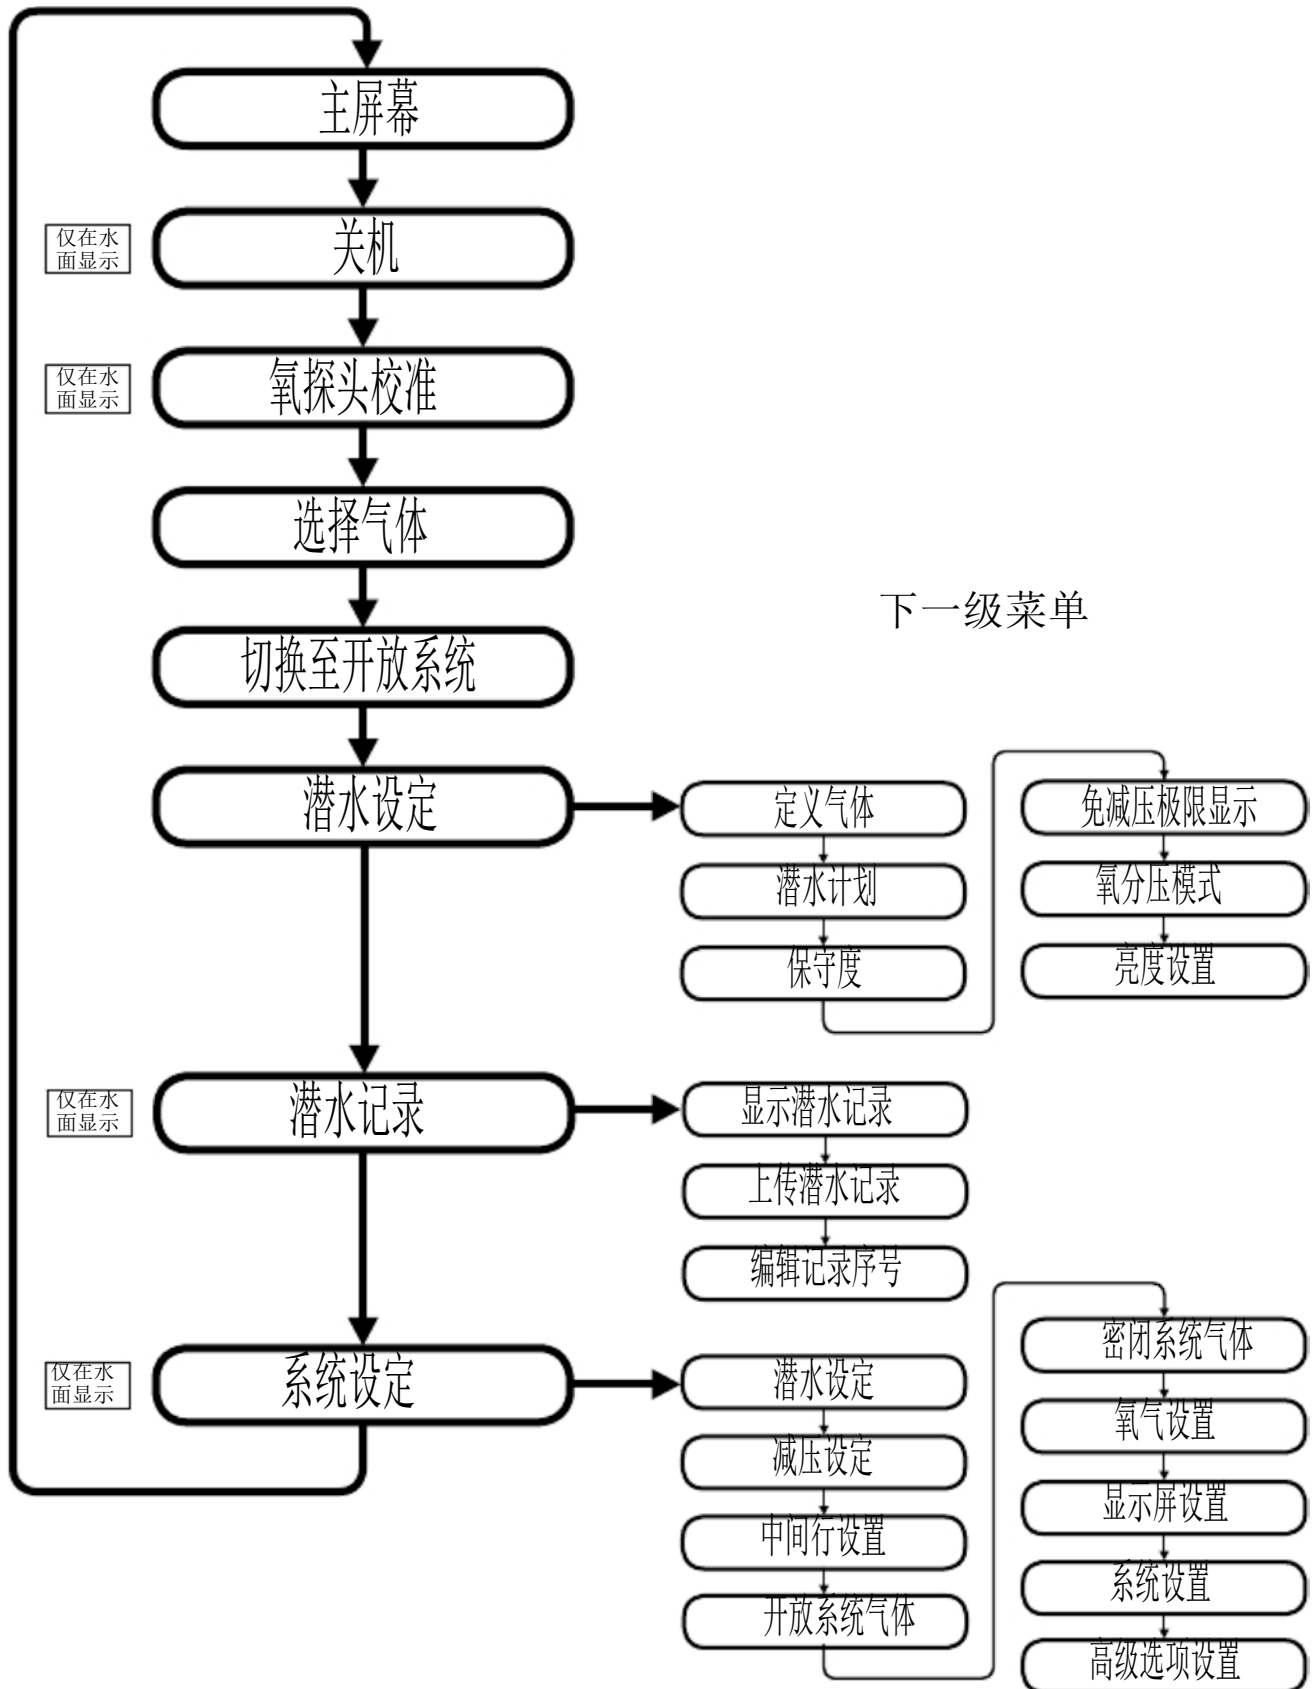 主屏幕
仅在水
面显示
关机
仅在水
面显示
氧探头校准
选择气体
切换至开放系统
下一级菜单
潜水设定
定义气体
潜水计划
保守度
免减压极限显示
氧分压模式
亮度设置
仅在水
面显示
潜水记录
显示潜水记录
上传潜水记录
编辑记录序号
仅在水
面显示
系统设定
潜水设定
减压设定
中间行设置
开放系统气体
密闭系统气体
氧气设置
显示屏设置
系统设置
高级选项设置